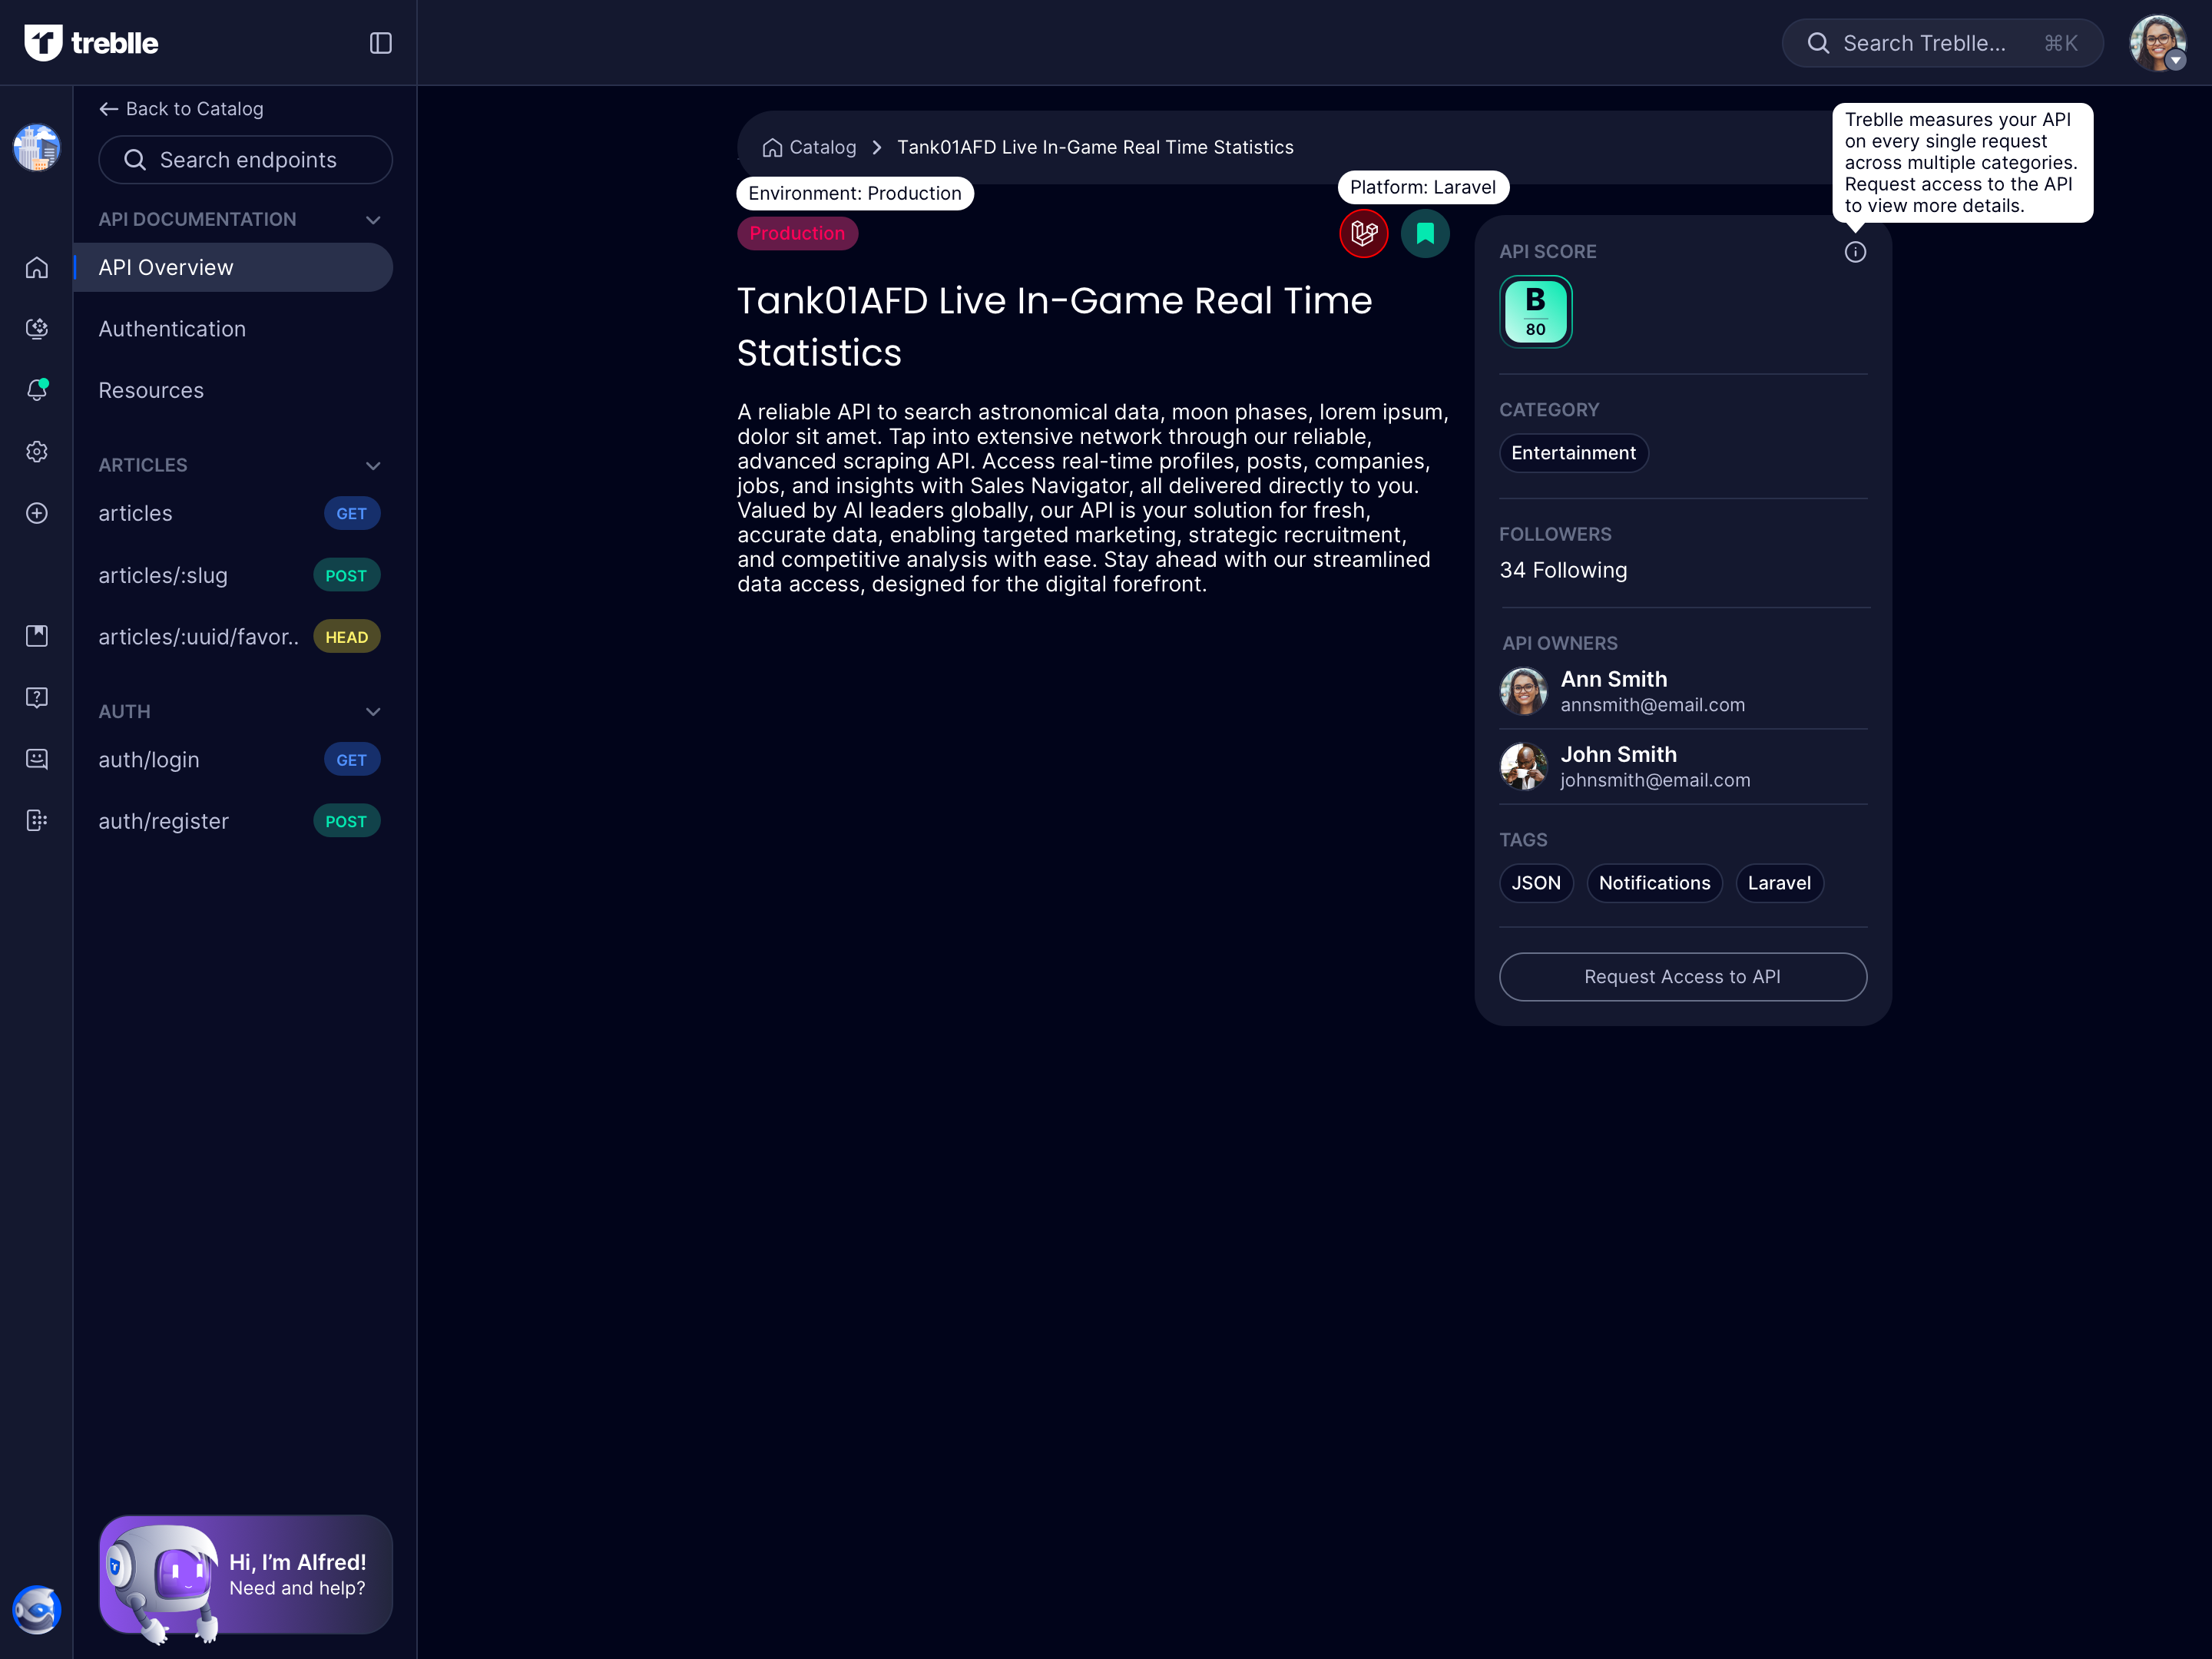 treblle
Search Treblle...
⌘K
Back to Catalog
Search endpoints
API DOCUMENTATION
API Overview
Authentication
Resources
ARTICLES
articles
GET
articles/:slug
POST
articles/:uuid/favor..
HEAD
AUTH
auth/login
GET
auth/register
POST
Hi, I’m Alfred!
Need and help?
Catalog
Tank01AFD Live In-Game Real Time Statistics
Environment: Production
Production
Platform: Laravel
Tank01AFD Live In-Game Real Time
Statistics
A reliable API to search astronomical data, moon phases, lorem ipsum,
dolor sit amet. Tap into extensive network through our reliable,
advanced scraping API. Access real-time profiles, posts, companies,
jobs, and insights with Sales Navigator, all delivered directly to you.
Valued by AI leaders globally, our API is your solution for fresh,
accurate data, enabling targeted marketing, strategic recruitment,
and competitive analysis with ease. Stay ahead with our streamlined
data access, designed for the digital forefront.
Treblle measures your API
on every single request
across multiple categories.
Request access to the API
to view more details.
API SCORE
B
80
CATEGORY
Entertainment
FOLLOWERS
34 Following
API OWNERS
Ann Smith
annsmith@email.com
John Smith
johnsmith@email.com
TAGS
JSON
Notifications
Laravel
Request Access to API